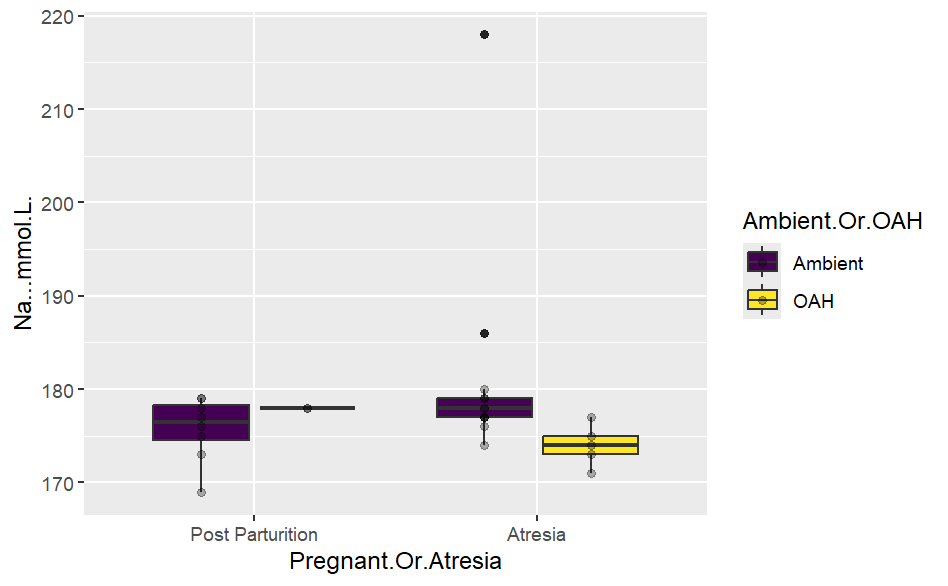 220
210
200
190
180
170
Na...mmol.L.
Post Parturition
Atresia
Pregnant.Or.Atresia
Ambient.Or.OAH
Ambient
OAH